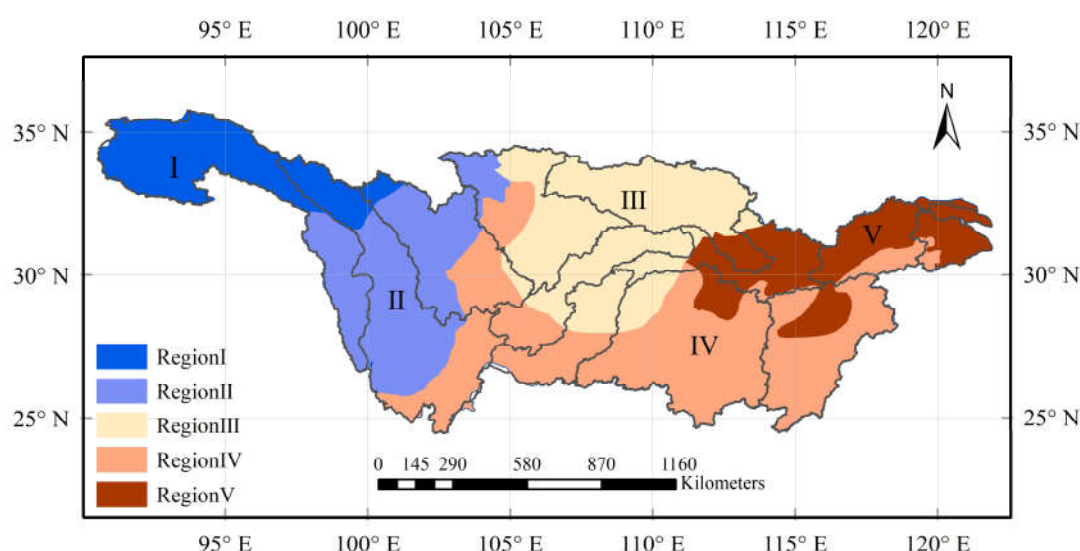 95° E 100° E 105° E 110° E 115° E 120° E
N
35° N 35° N
I
III
V
30° N 30° N
II
IV
RegionI
RegionII
RegionIII
25° N 25° N
RegionIV
0 145 290 580 870 1160
Kilometers
RegionV
95° E 100° E 105° E 110° E 115° E 120° E